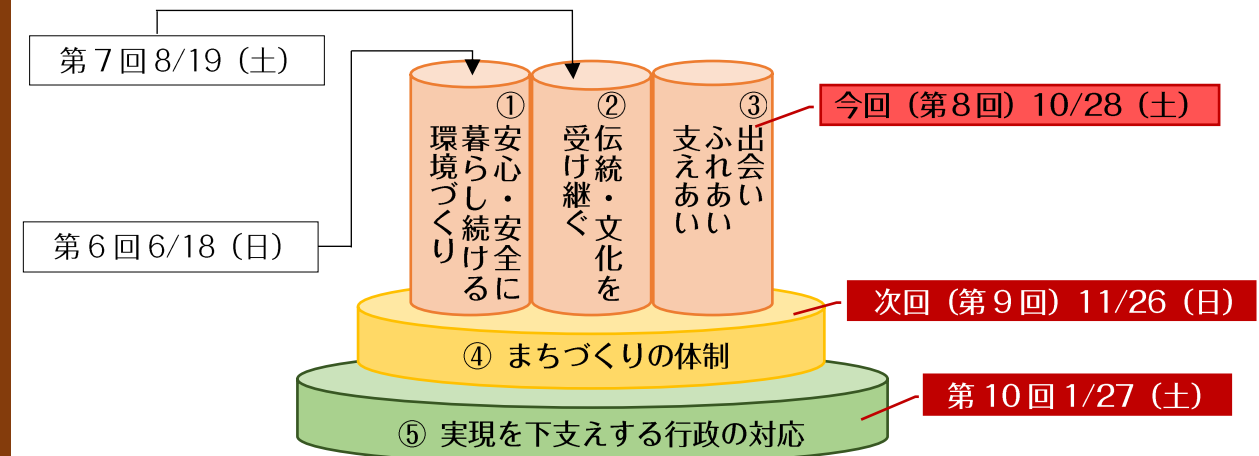 第７回 8/19（土）
第６回 6/18（日）
①
安心・安全に
暮らし続ける
環境づくり
②
伝統・文化を
受け継ぐ
③
出会い
ふれあい
支えあい
今回（第８回）10/28（土）
次回（第９回）11/26（日）
④ まちづくりの体制
第 10 回 1/27（土）
⑤ 実現を下支えする行政の対応